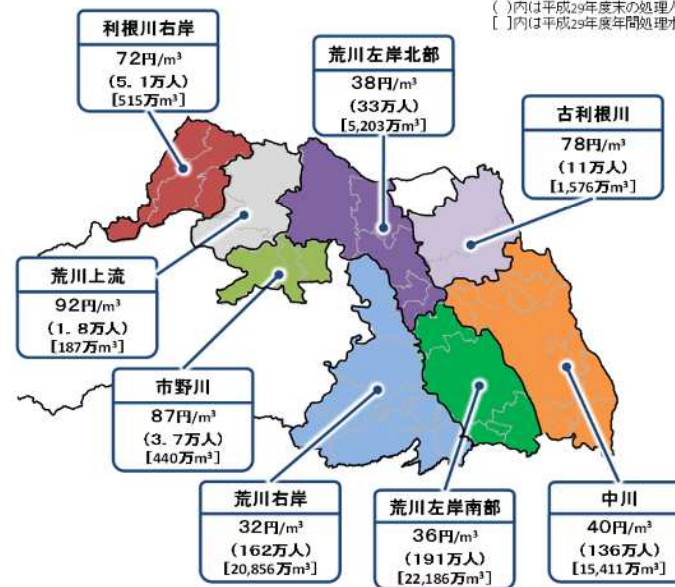 ( )内は平成29年度末の処理人
[ ]内は平成29年度年間処理水
利根川右岸
72円/m³
(5.1万人)
[515万m³]
荒川左岸北部
38円/m³
(33万人)
[5,203万m³]
古利根川
78円/m³
(11万人)
[1,576万m³]
荒川上流
92円/m³
(1.8万人)
[187万m³]
市野川
87円/m³
(3.7万人)
[440万m³]
荒川右岸
32円/m³
(162万人)
[20,856万m³]
荒川左岸南部
36円/m³
(191万人)
[22,186万m³]
中川
40円/m³
(136万人)
[15,411万m³]